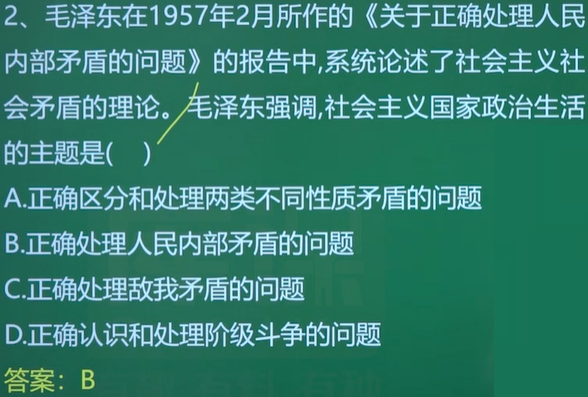 2、毛泽东在1957年2月所作的《关于正确处理人民
内部矛盾的问题》的报告中,系统论述了社会主义社
会矛盾的理论。毛泽东强调,社会主义国家政治生活
的主题是( )
A.正确区分和处理两类不同性质矛盾的问题
B.正确处理人民内部矛盾的问题
C.正确处理敌我矛盾的问题
D.正确认识和处理阶级斗争的问题
答案：B